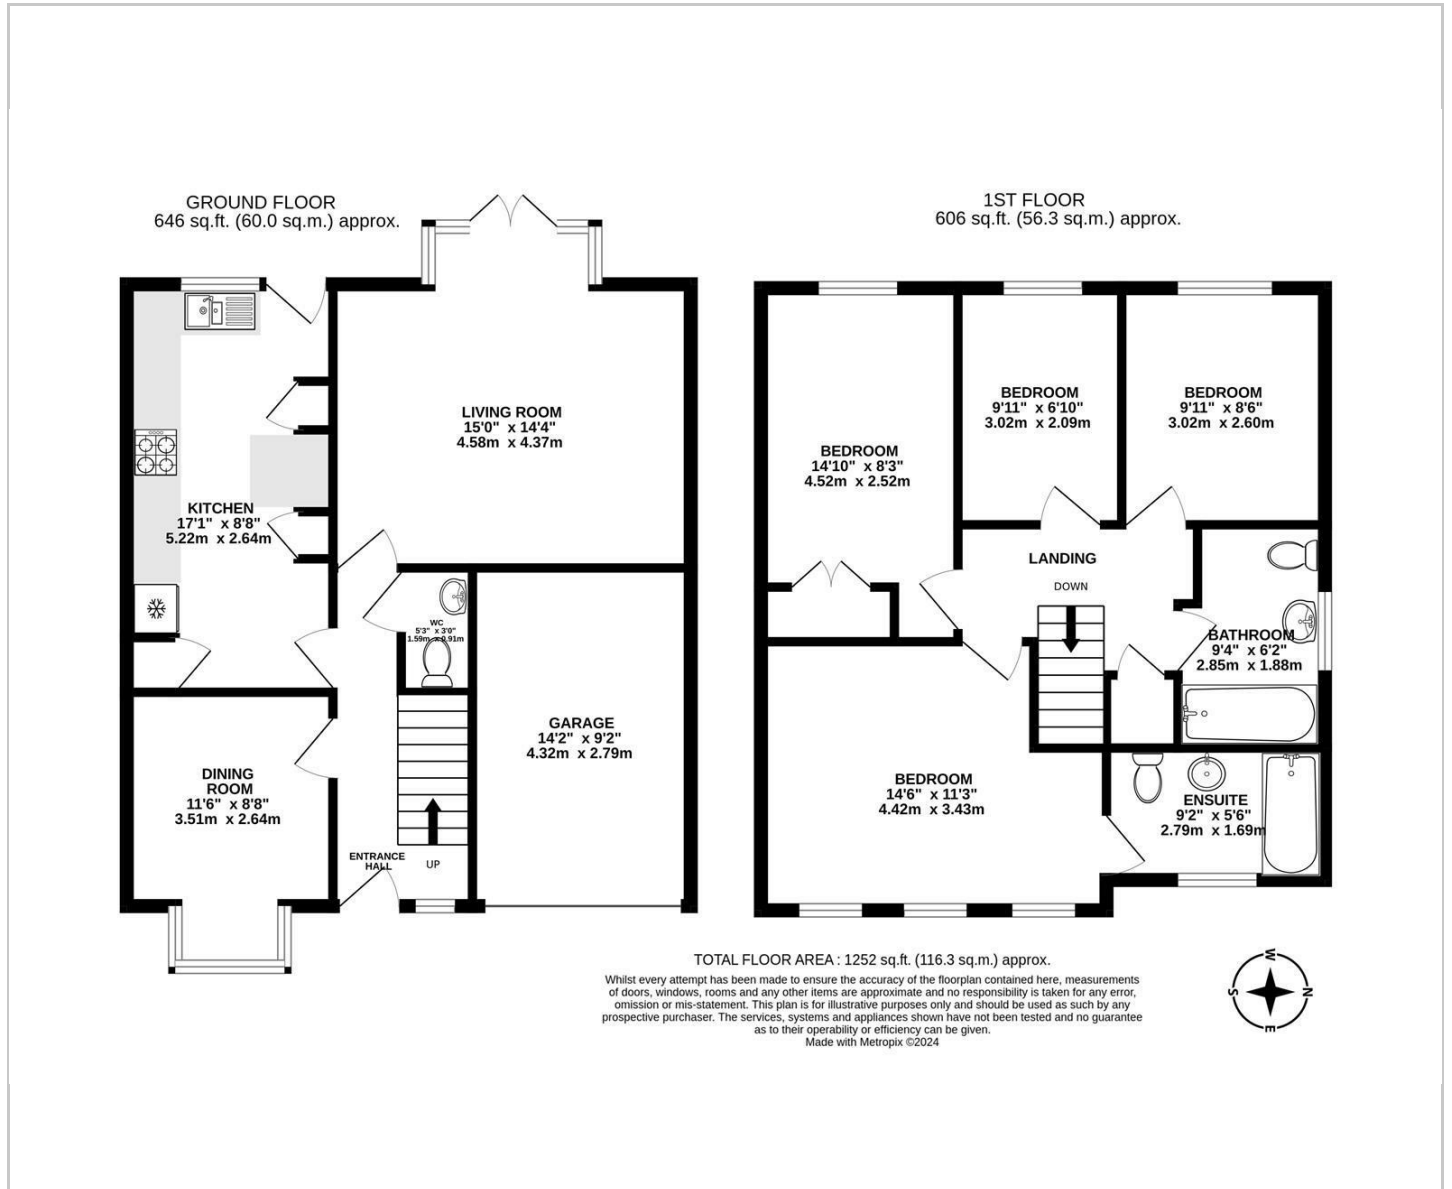 GROUND FLOOR
646 sq.ft. (60.0 sq.m.) approx.
1ST FLOOR
606 sq.ft. (56.3 sq.m.) approx.
LIVING ROOM
15'0" x 14'4"
4.58m x 4.37m
KITCHEN
17'1" x 8'8"
5.22m x 2.64m
WC
5'3" x 3'0"
1.59m x 0.91m
GARAGE
14'2" x 9'2"
4.32m x 2.79m
DINING
ROOM
11'6" x 8'8"
3.51m x 2.64m
ENTRANCE
HALL
UP
BEDROOM
14'10" x 8'3"
4.52m x 2.52m
BEDROOM
9'11" x 6'10"
3.02m x 2.09m
BEDROOM
9'11" x 8'6"
3.02m x 2.60m
LANDING
DOWN
BATHROOM
9'4" x 6'2"
2.85m x 1.88m
BEDROOM
14'6" x 11'3"
4.42m x 3.43m
ENSUITE
9'2" x 5'6"
2.79m x 1.69m
TOTAL FLOOR AREA : 1252 sq.ft. (116.3 sq.m.) approx.
Whilst every attempt has been made to ensure the accuracy of the floorplan contained here, measurements
of doors, windows, rooms and any other items are approximate and no responsibility is taken for any error,
omission or mis-statement. This plan is for illustrative purposes only and should be used as such by any
prospective purchaser. The services, systems and appliances shown have not been tested and no guarantee
as to their operability or efficiency can be given.
Made with Metropix ©2024
W
S
N
E